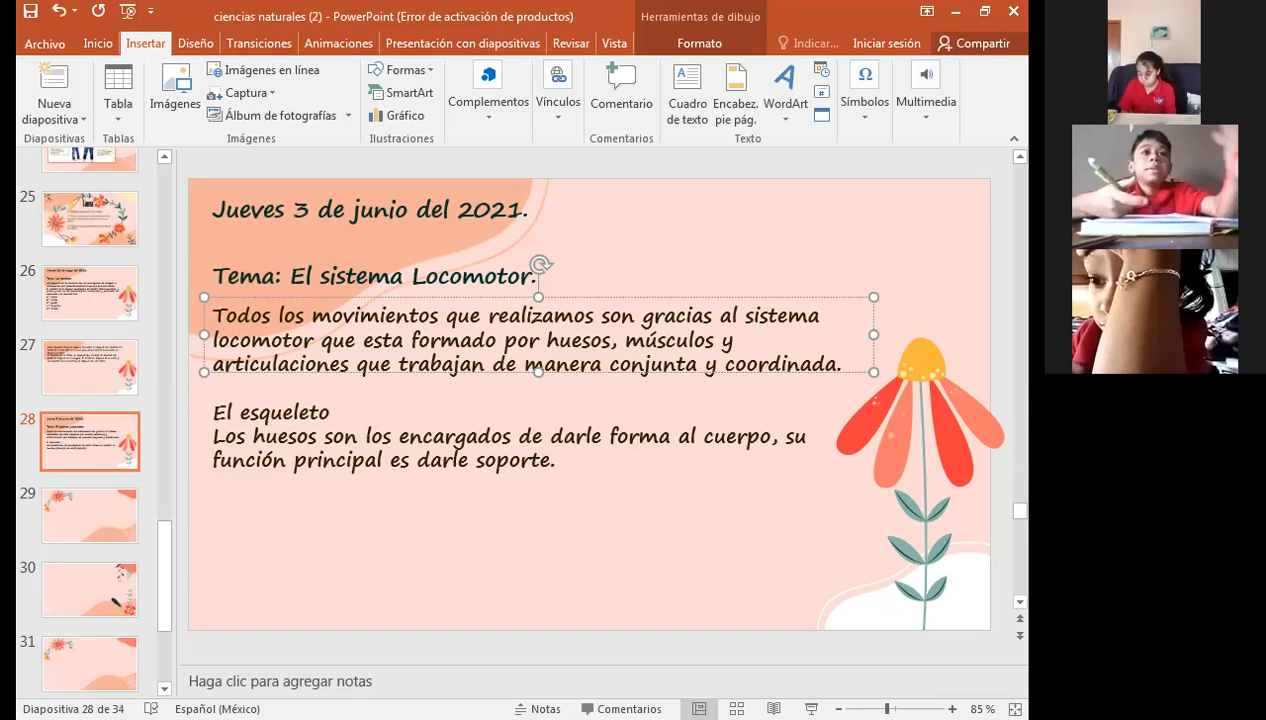 ciencias naturales (2) - PowerPoint (Error de activación de productos)
Herramientas de dibujo
Archivo Inicio Insertar Diseño Transiciones Animaciones Presentación con diapositivas Revisar Vista Formato Indicar... Iniciar sesión Compartir
Nueva diapositiva
Diapositivas
Tabla
Tablas
Imágenes
Imágenes en línea
Captura
Álbum de fotografías
Imágenes
Formas
SmartArt
Gráfico
Ilustraciones
Complementos
Vínculos
Comentario
Comentarios
Cuadro de texto
Encabez. pie pág.
WordArt
Texto
Símbolos
Multimedia
25
26
27
28
29
30
31
Jueves 3 de junio del 2021.
Tema: El sistema Locomotor.
Todos los movimientos que realizamos son gracias al sistema
locomotor que esta formado por huesos, músculos y
articulaciones que trabajan de manera conjunta y coordinada.
El esqueleto
Los huesos son los encargados de darle forma al cuerpo, su
función principal es darle soporte.
Haga clic para agregar notas
Diapositiva 28 de 34 Español (México) Notas Comentarios 85 %